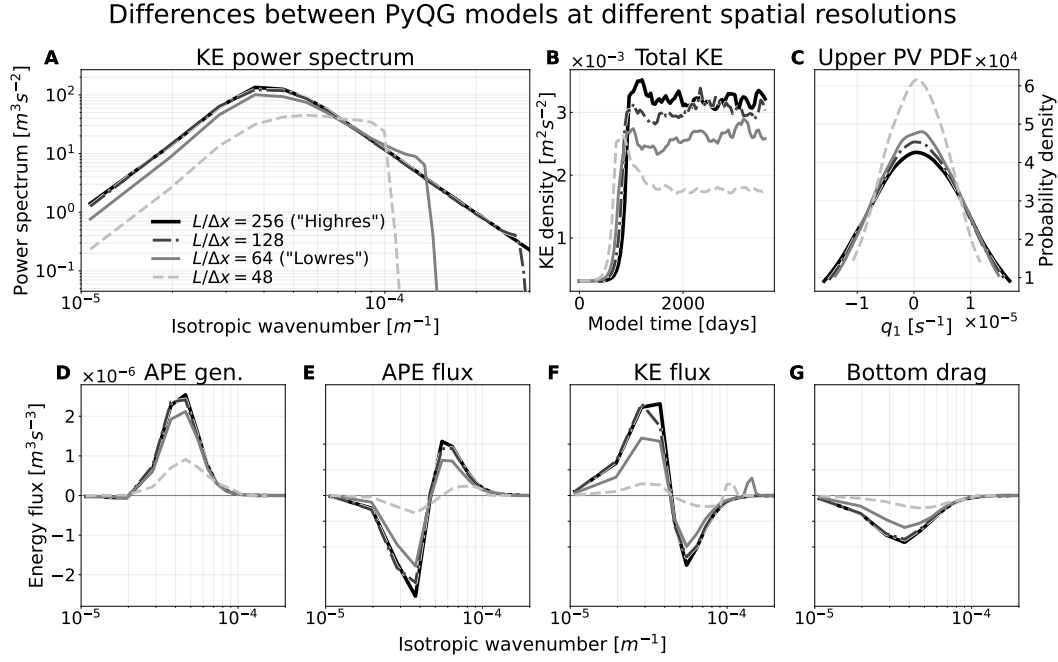 Differences between PyQG models at different spatial resolutions
A
KE power spectrum
Power spectrum [m³s⁻²]
10²
10¹
10⁰
10⁻¹
L/Δx = 256 ("Highres")
L/Δx = 128
L/Δx = 64 ("Lowres")
L/Δx = 48
10⁻⁵
10⁻⁴
Isotropic wavenumber [m⁻¹]
B
×10⁻³
Total KE
KE density [m²s⁻²]
3
2
1
0
2000
Model time [days]
C
Upper PV PDF
×10⁴
6
5
4
3
2
1
Probability density
−1
0
1
q₁ [s⁻¹]
×10⁻⁵
D
×10⁻⁶
APE gen.
Energy flux [m³s⁻³]
2
1
0
−1
−2
10⁻⁵
10⁻⁴
E
APE flux
10⁻⁵
10⁻⁴
F
KE flux
10⁻⁵
10⁻⁴
G
Bottom drag
10⁻⁵
10⁻⁴
Isotropic wavenumber [m⁻¹]